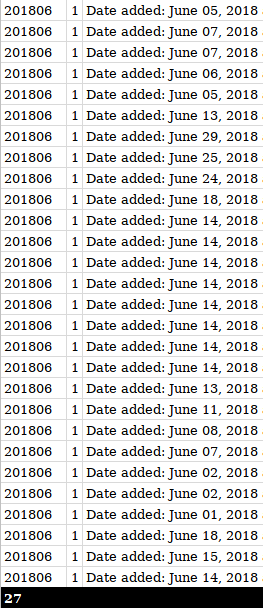 201806 1 Date added: June 05, 2018
201806 1 Date added: June 07, 2018
201806 1 Date added: June 07, 2018
201806 1 Date added: June 06, 2018
201806 1 Date added: June 05, 2018
201806 1 Date added: June 13, 2018
201806 1 Date added: June 29, 2018
201806 1 Date added: June 25, 2018
201806 1 Date added: June 24, 2018
201806 1 Date added: June 18, 2018
201806 1 Date added: June 14, 2018
201806 1 Date added: June 14, 2018
201806 1 Date added: June 14, 2018
201806 1 Date added: June 14, 2018
201806 1 Date added: June 14, 2018
201806 1 Date added: June 14, 2018
201806 1 Date added: June 14, 2018
201806 1 Date added: June 14, 2018
201806 1 Date added: June 13, 2018
201806 1 Date added: June 11, 2018
201806 1 Date added: June 08, 2018
201806 1 Date added: June 07, 2018
201806 1 Date added: June 02, 2018
201806 1 Date added: June 02, 2018
201806 1 Date added: June 01, 2018
201806 1 Date added: June 18, 2018
201806 1 Date added: June 15, 2018
201806 1 Date added: June 14, 2018
27